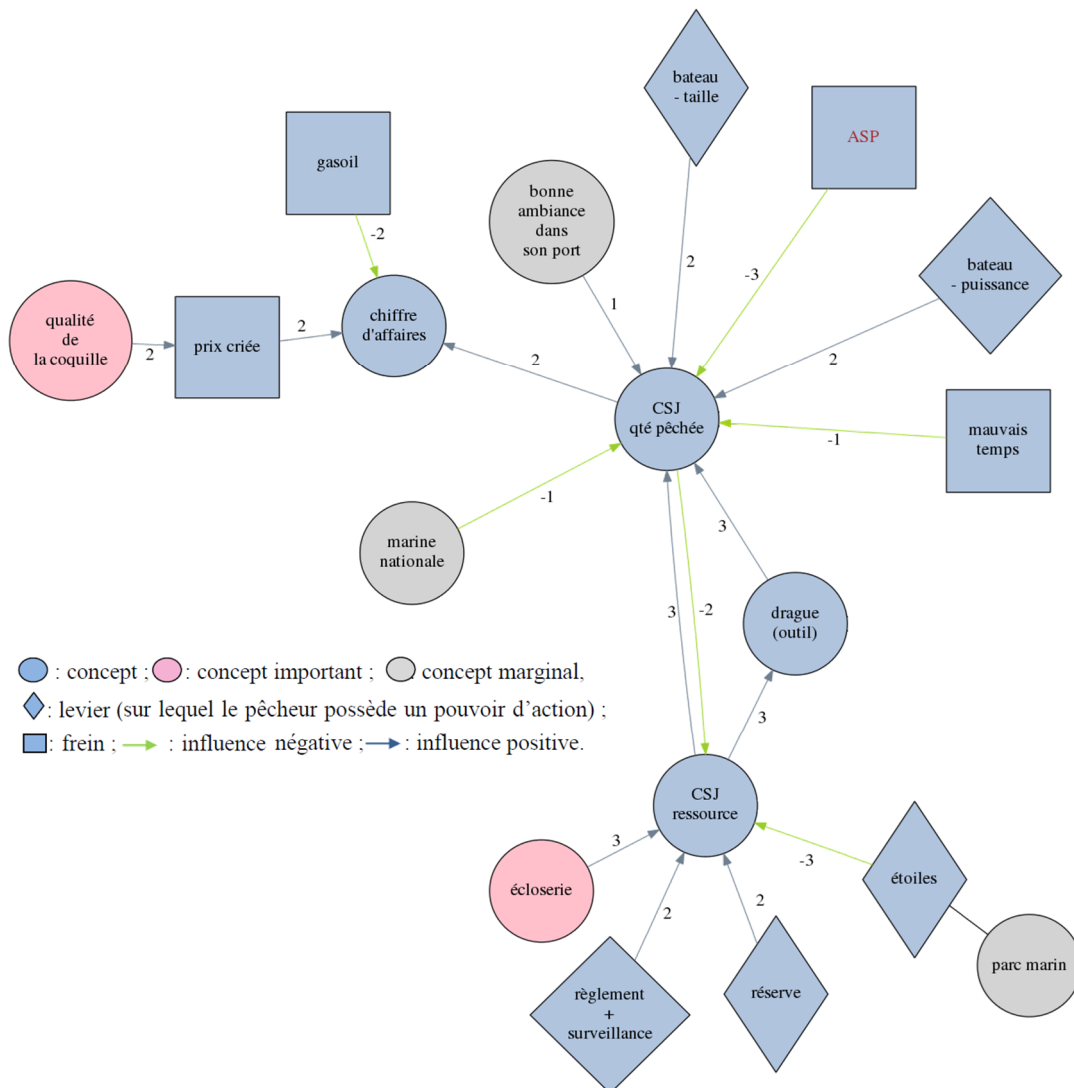 bateau
- taille
ASP
gasoil
-2
bonne
ambiance
dans
son port
2
-3
bateau
- puissance
qualité
de
la coquille
2
prix criée
2
chiffre
d'affaires
1
2
2
CSJ
qté pêchée
-1
mauvais
temps
-1
marine
nationale
3
3
-2
drague
(outil)
: concept ; : concept important ; : concept marginal,
: levier (sur lequel le pêcheur possède un pouvoir d'action) ;
: frein ; : influence négative ; : influence positive.
3
CSJ
ressource
3
écloserie
-3
étoiles
2
2
parc marin
règlement
+
surveillance
réserve